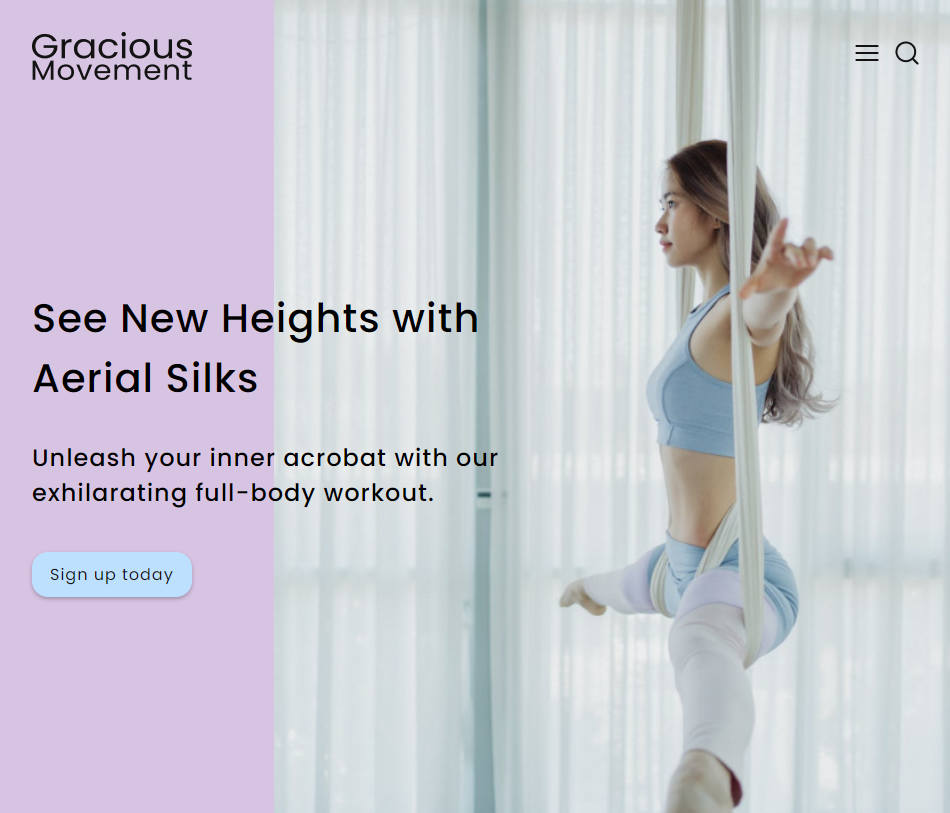 Gracious
Movement
See New Heights with
Aerial Silks
Unleash your inner acrobat with our
exhilarating full-body workout.
Sign up today